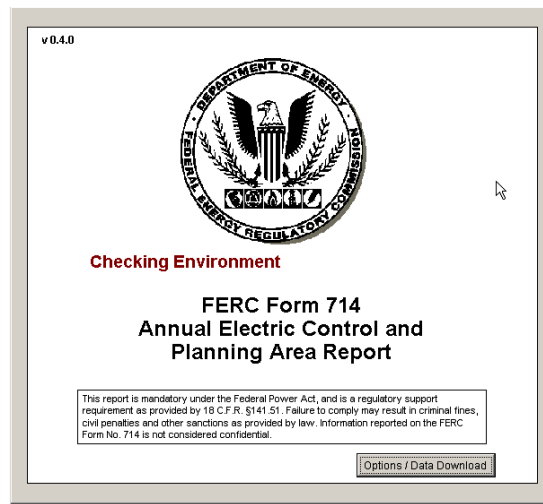 v 0.4.0
DEPARTMENT OF ENERGY
FEDERAL ENERGY REGULATORY COMMISSION
Checking Environment
FERC Form 714
Annual Electric Control and
Planning Area Report
This report is mandatory under the Federal Power Act, and is a regulatory support
requirement as provided by 18 C.F.R. §141.51. Failure to comply may result in criminal fines,
civil penalties and other sanctions as provided by law. Information reported on the FERC
Form No. 714 is not considered confidential.
Options / Data Download